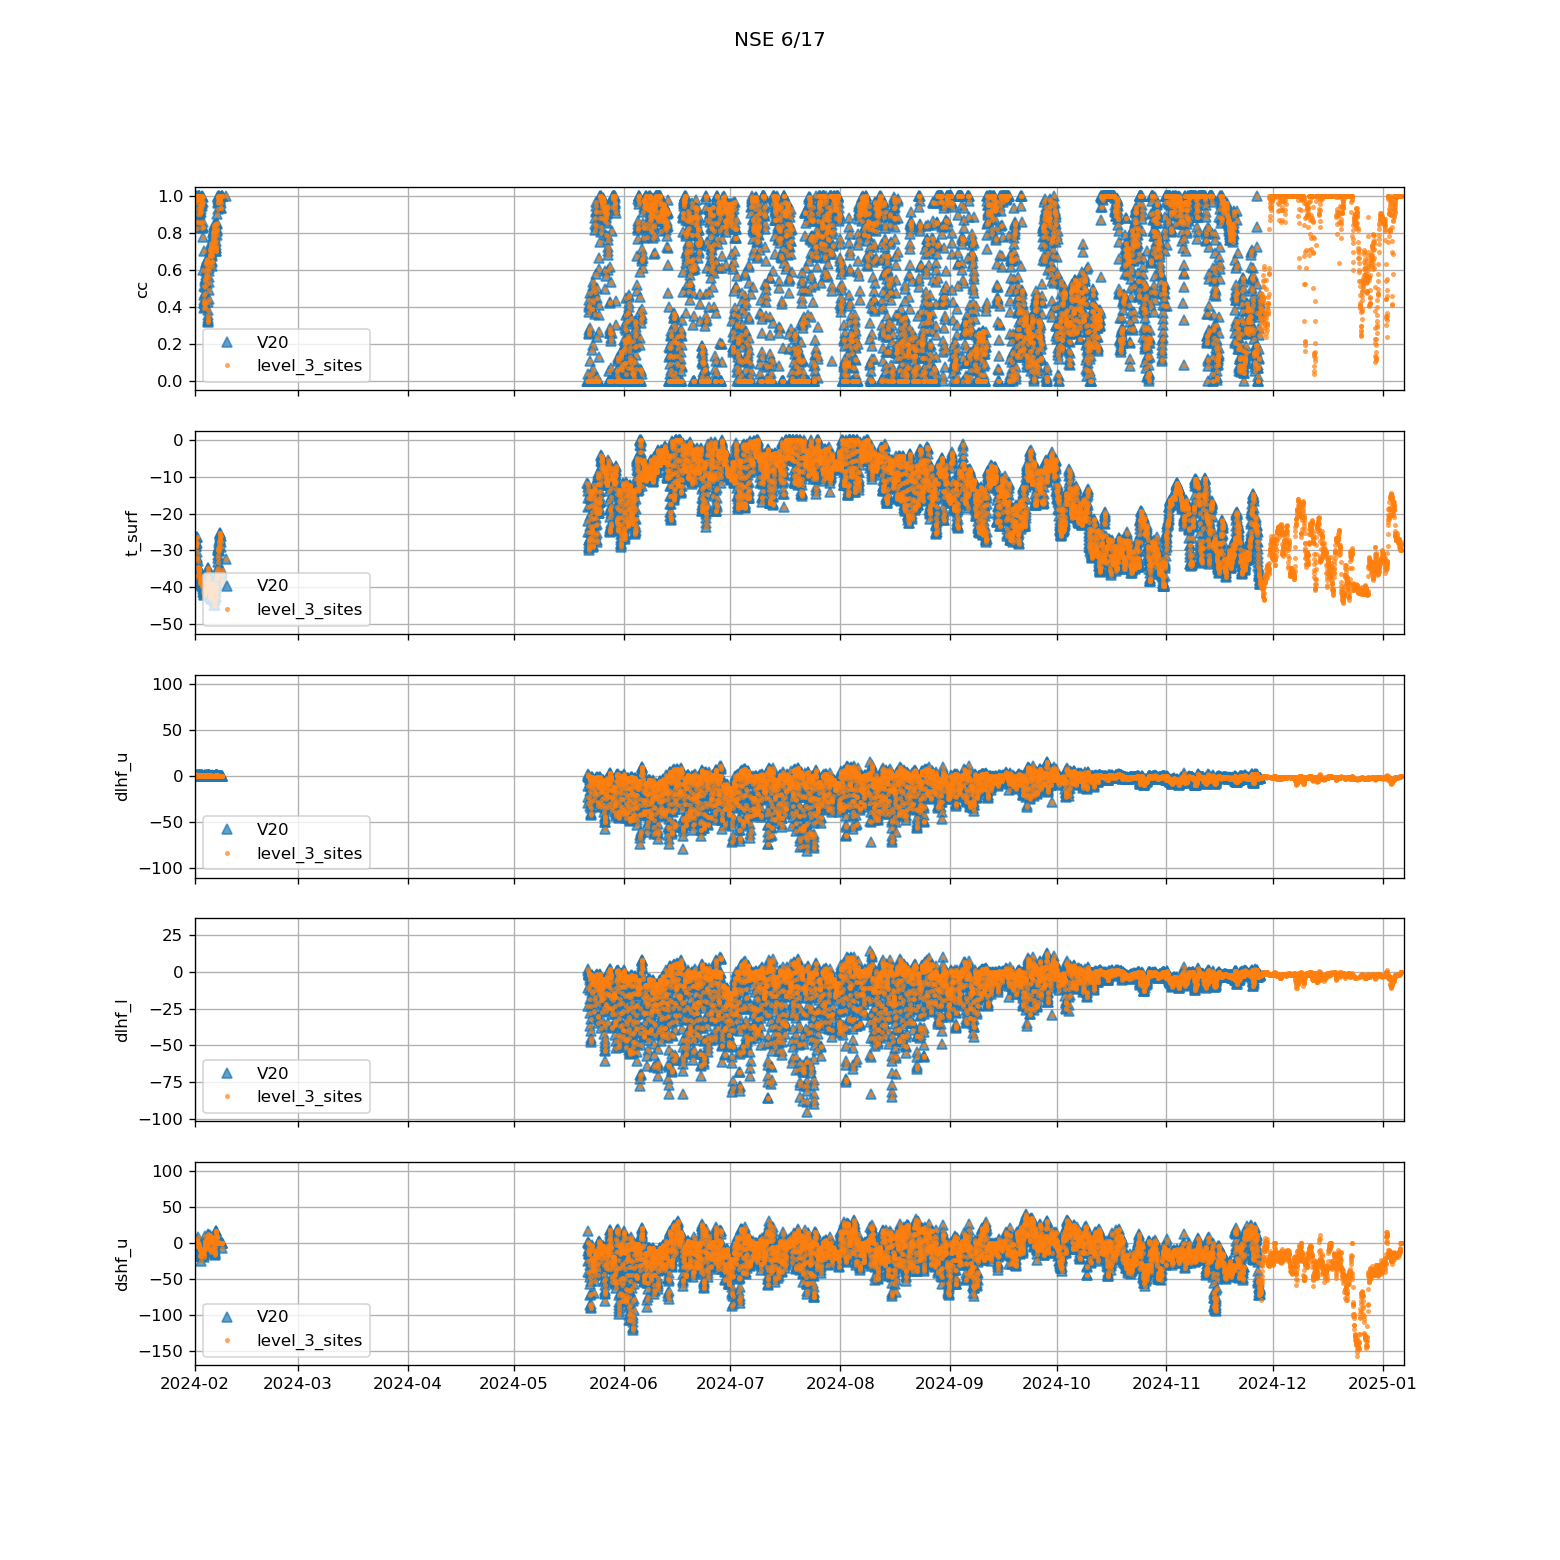 NSE 6/17
1.0
0.8
0.6
0.4
0.2
0.0
cc
V20
level_3_sites
0
−10
−20
−30
−40
−50
t_surf
V20
level_3_sites
100
50
0
−50
−100
dlhf_u
V20
level_3_sites
25
0
−25
−50
−75
−100
dlhf_l
V20
level_3_sites
100
50
0
−50
−100
−150
dshf_u
V20
level_3_sites
2024-02 2024-03 2024-04 2024-05 2024-06 2024-07 2024-08 2024-09 2024-10 2024-11 2024-12 2025-01